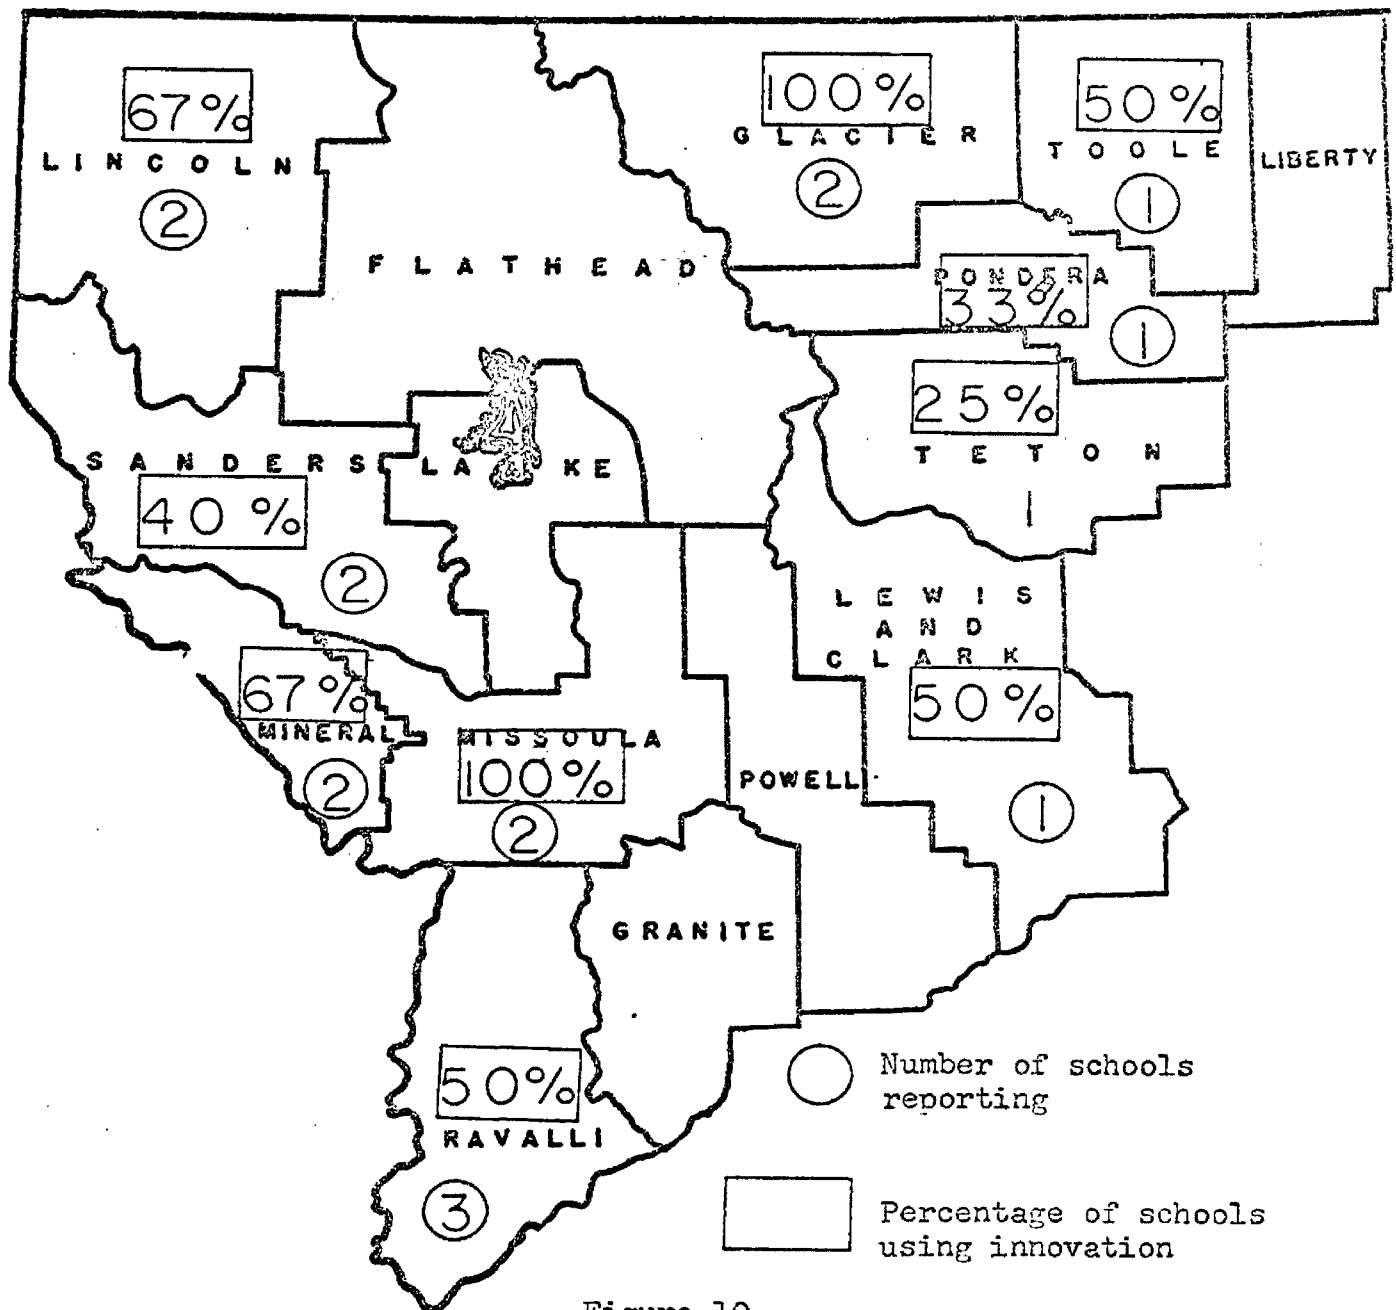 67%
LINCOLN
2
FLATHEAD
100%
GLACIER
2
50%
TOOLE
1
LIBERTY
PONDERA
33%
1
25%
TETON
1
SANDERS
40%
2
LAKE
67%
MINERAL
2
MISSOULA
100%
2
POWELL
LEWIS
AND
CLARK
50%
1
GRANITE
50%
RAVALLI
3
Number of schools
reporting
Percentage of schools
using innovation